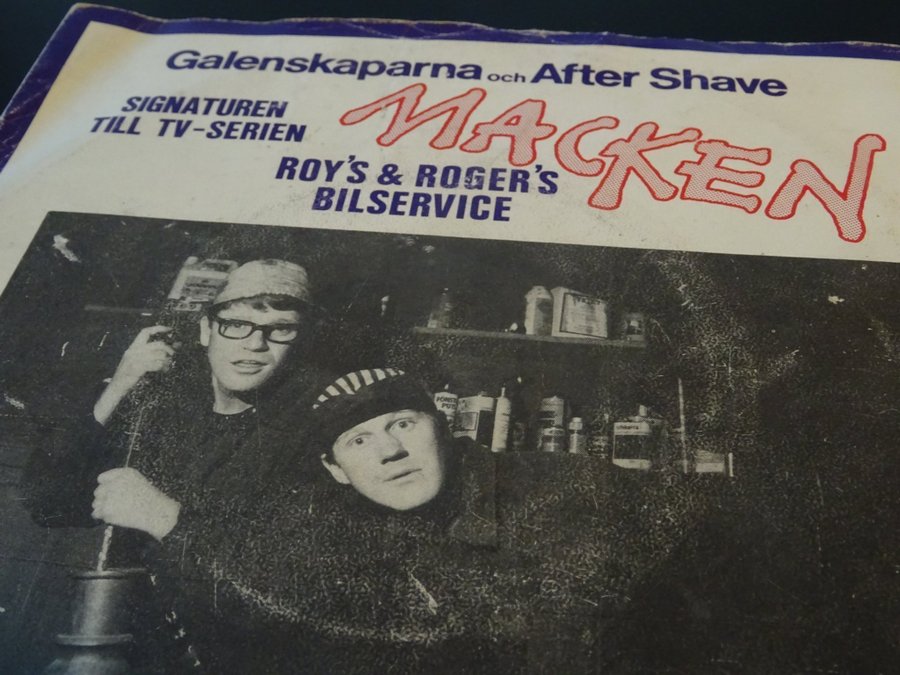 Galenskaparna och After Shave
SIGNATUREN
TILL TV-SERIEN
MACKEN
ROY'S & ROGER'S
BILSERVICE